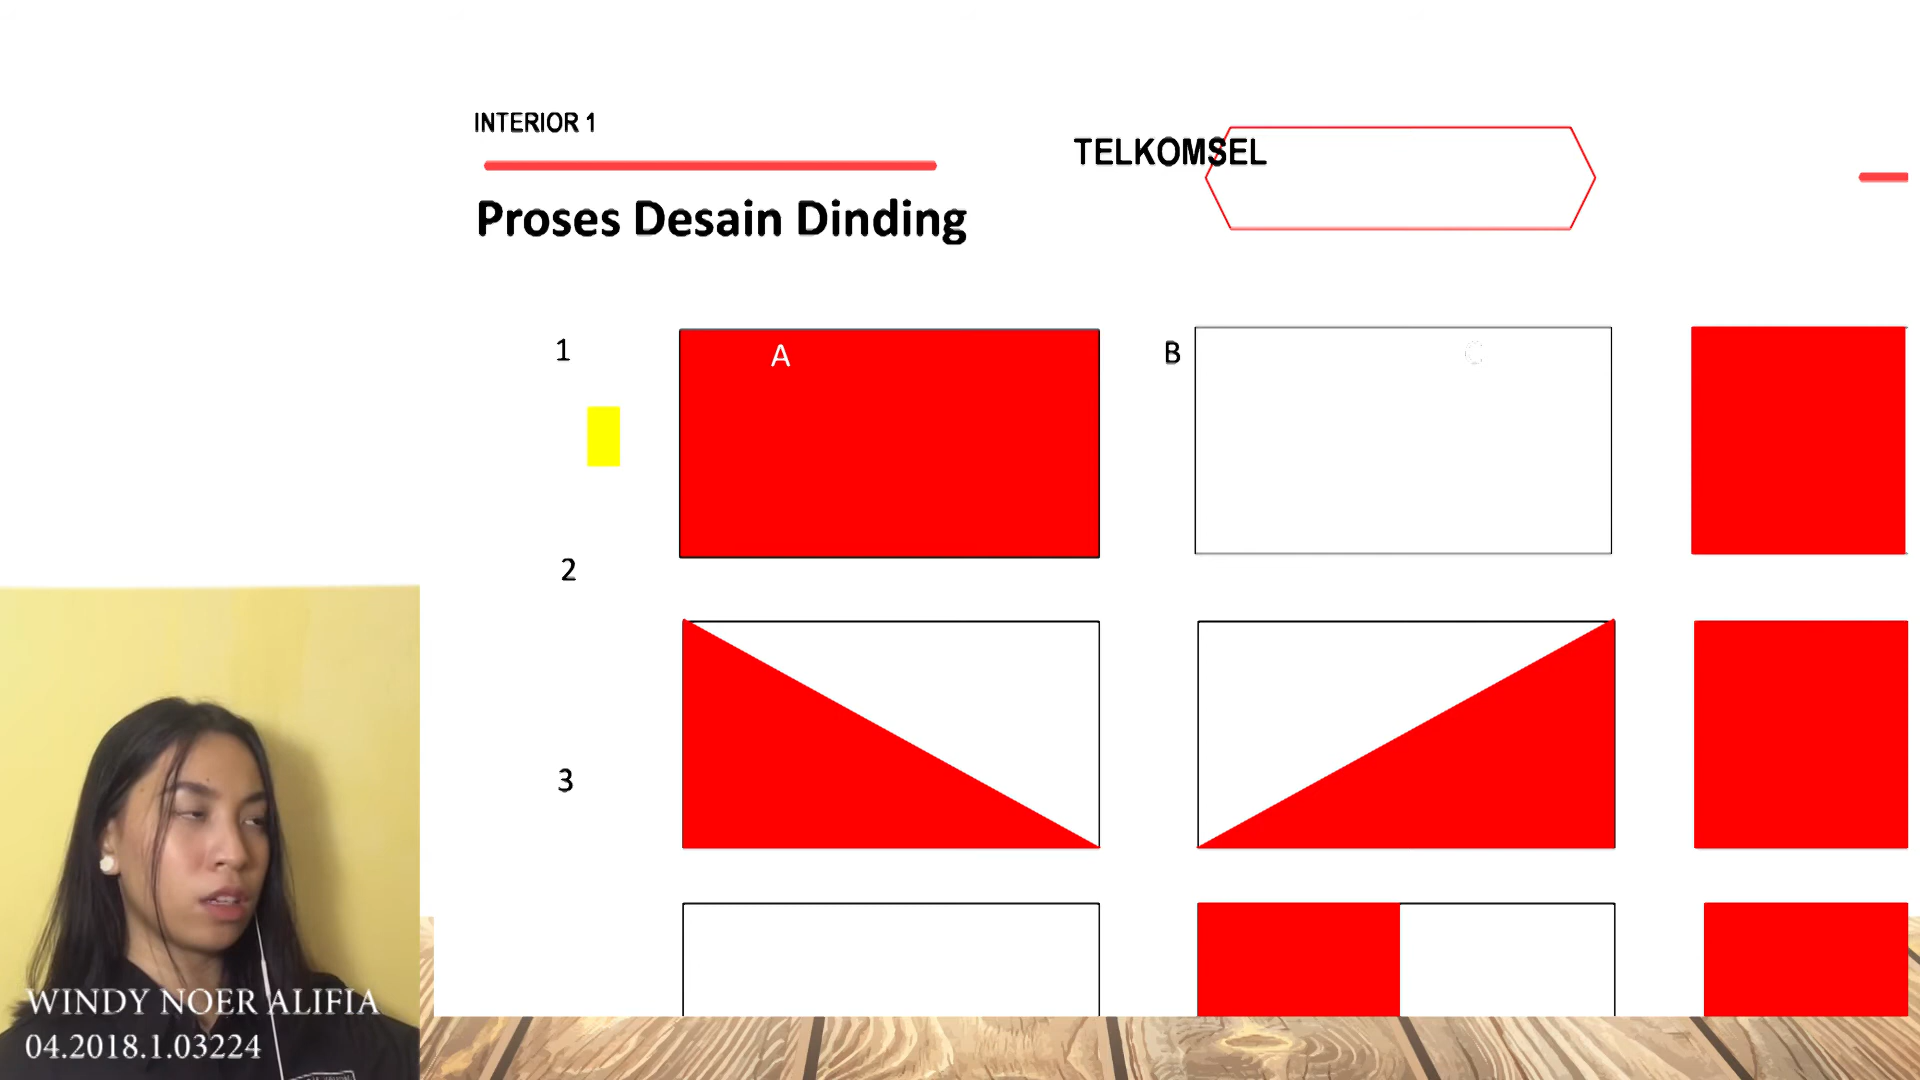 INTERIOR 1
TELKOMSEL
Proses Desain Dinding
1
A
B
C
2
3
WINDY NOER ALIFIA
04.2018.1.03224